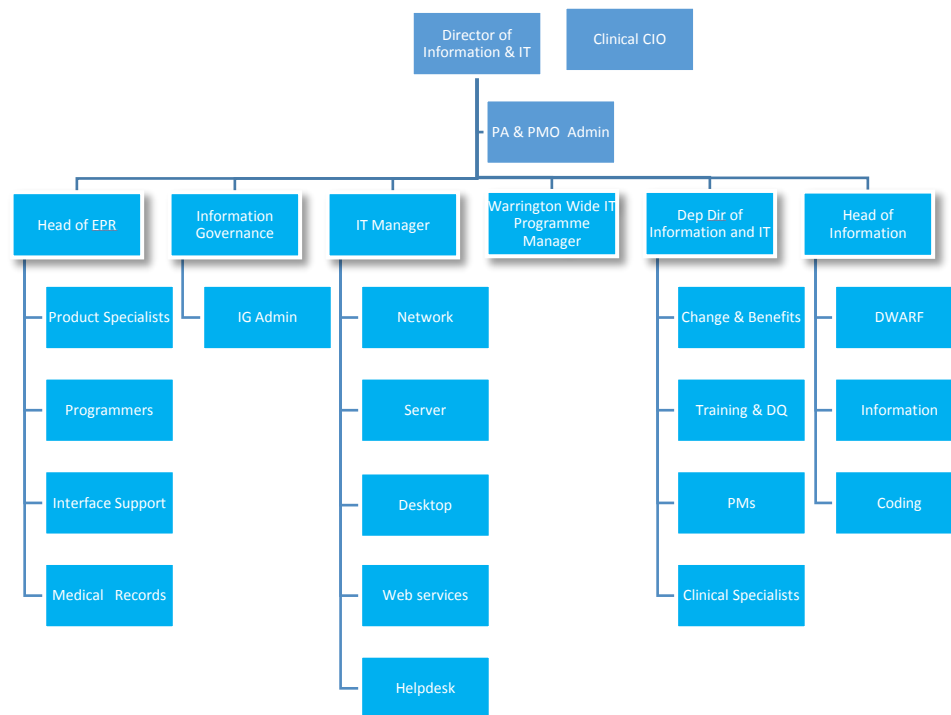 Director of
Information & IT
Clinical CIO
PA & PMO Admin
Head of EPR
Information
Governance
IT Manager
Warrington Wide IT
Programme
Manager
Dep Dir of
Information and IT
Head of
Information
Product Specialists
IG Admin
Network
Change & Benefits
DWARF
Programmers
Server
Training & DQ
Information
Interface Support
Desktop
PMs
Coding
Medical Records
Web services
Clinical Specialists
Helpdesk